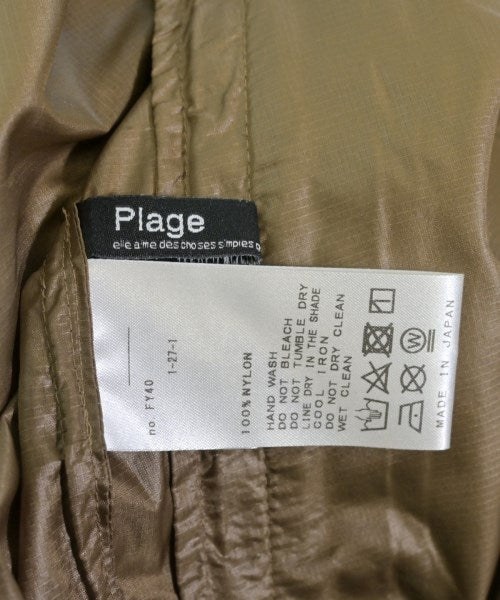 Plage
elle aime des choses simples
no. FY40
1-27-1
100% NYLON
HAND WASH
DO NOT BLEACH
DO NOT TUMBLE DRY
LINE DRY IN THE SHADE
COOL IRON
DO NOT DRY CLEAN
WET CLEAN
W
MADE IN JAPAN